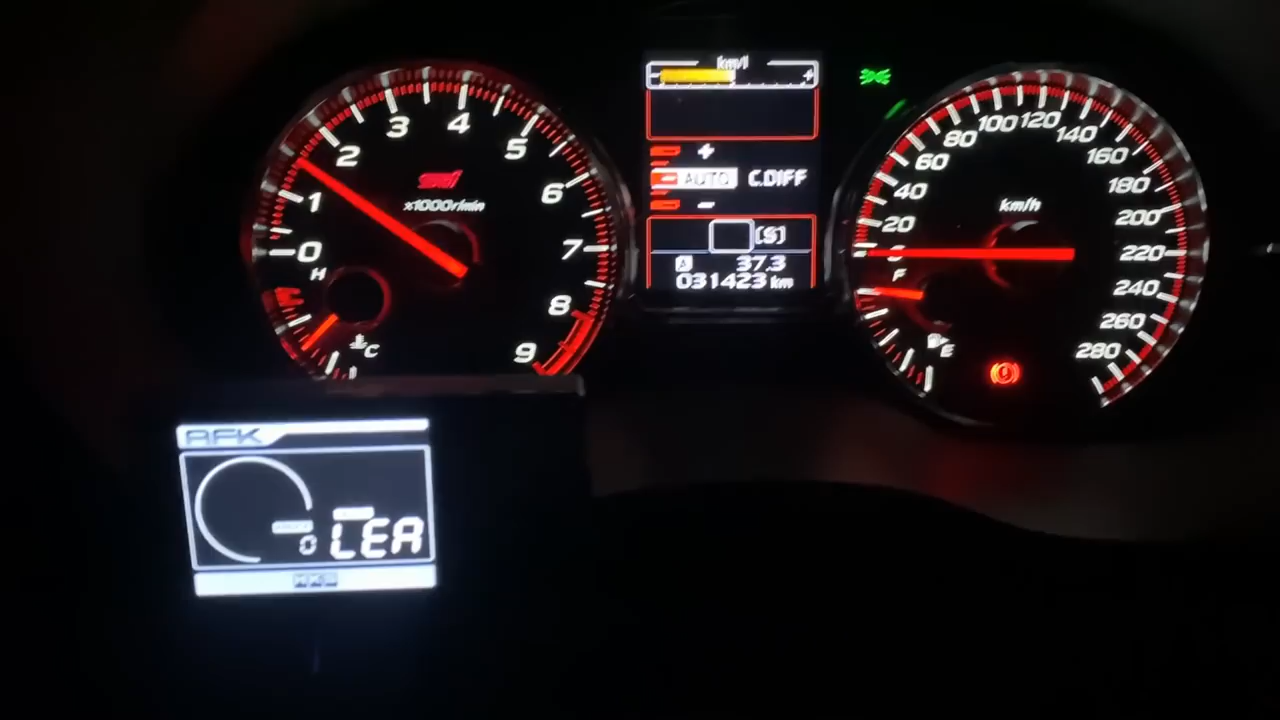 0
1
2
3
4
5
6
7
8
9
STI
x1000r/min
H
C
km/l
- +
+
AUTO C.DIFF
-
[S]
A 37.3
031423 km
0
20
40
60
80
100
120
140
160
180
200
220
240
260
280
km/h
F
E
AFK
0 LEA
HKS